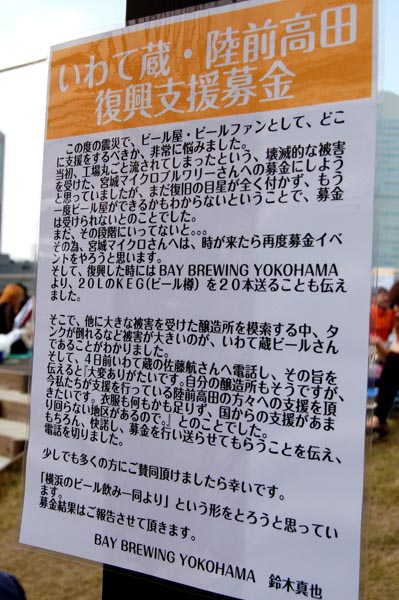 いわて蔵・陸前高田
復興支援募金
この度の震災で、ビール屋・ビールファンとして、どこ
に支援をするべきか、非常に悩みました。
当初、工場丸ごと流されてしまったという、壊滅的な被害
を受けた、宮城マイクロブルワリーさんへの募金にしよう
と思っていましたが、まだ復旧の目星が全く付かず、もう
一度ビール屋ができるかもわからないということで、募金
は受けられないとのことでした。
まだ、その段階にいってないと。。。
その為、宮城マイクロさんへは、時が来たら再度募金イベ
ントをやろうと思います。
そして、復興した時にはBAY BREWING YOKOHAMA
より、20LのKEG(ビール樽)を20本送ることも伝え
ました。
そこで、他に大きな被害を受けた醸造所を模索する中、タ
ンクが倒れるなど被害が大きいのが、いわて蔵ビールさん
であることがわかりました。
そして、4日前いわて蔵の佐藤航さんへ電話し、その旨を
伝えると『大変ありがたいです。自分の醸造所もそうですが、
今私たちが支援を行っている陸前高田の方々への支援を頂
きたいです。衣服も何もかも足りず、国からの支援があま
り回らない地区があるので。』とのことでした。
もちろん、快諾し、募金を行い送らせてもらうことを伝え、
電話を切りました。
少しでも多くの方にご賛同頂けましたら幸いです。
「横浜のビール飲み一同より」という形をとろうと思ってい
ます。
募金結果はご報告させて頂きます。
BAY BREWING YOKOHAMA
BAY BREWING YOKOHAMA 鈴木真也